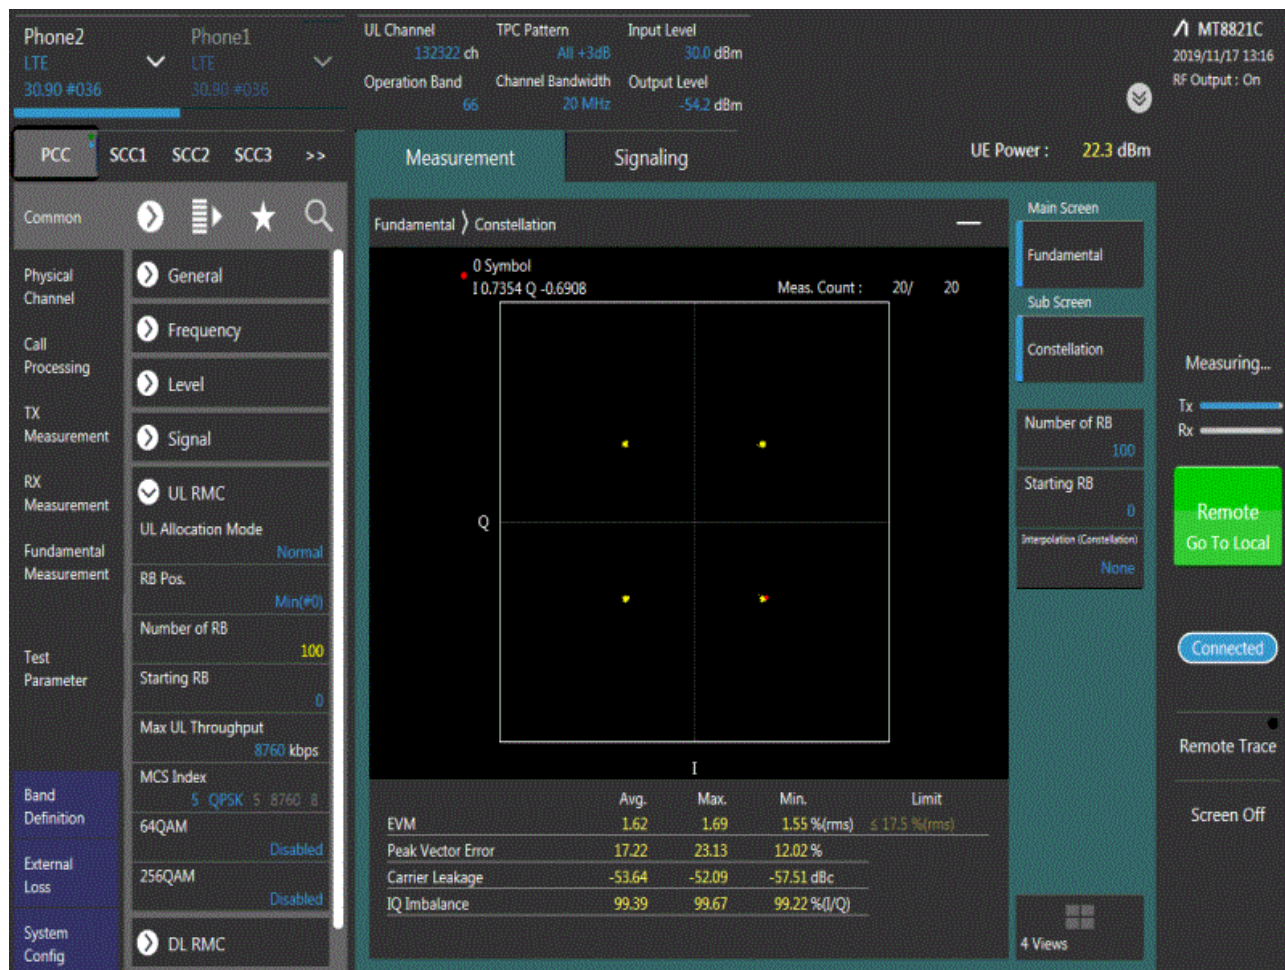 Phone2
LTE
30.90 #036
Phone1
LTE
30.90 #036
UL Channel
132322 ch
TPC Pattern
All +3dB
Input Level
30.0 dBm
Operation Band
66
Channel Bandwidth
20 MHz
Output Level
-54.2 dBm
MT8821C
2019/11/17 13:16
RF Output : On
PCC SCC1 SCC2 SCC3 >>
Measurement
Signaling
UE Power : 22.3 dBm
Common
Physical
Channel
Call
Processing
TX
Measurement
RX
Measurement
Fundamental
Measurement
Test
Parameter
Band
Definition
External
Loss
System
Config
General
Frequency
Level
Signal
UL RMC
UL Allocation Mode
Normal
RB Pos.
Min(#0)
Number of RB
100
Starting RB
0
Max UL Throughput
8760 kbps
MCS Index
5 QPSK 5 8760 8
64QAM
Disabled
256QAM
Disabled
DL RMC
Fundamental ⟩ Constellation
0 Symbol
I 0.7354 Q -0.6908
Meas. Count : 20/ 20
Q
I
Avg. Max. Min. Limit
EVM 1.62 1.69 1.55 %(rms) ≤ 17.5 %(rms)
Peak Vector Error 17.22 23.13 12.02 %
Carrier Leakage -53.64 -52.09 -57.51 dBc
IQ Imbalance 99.39 99.67 99.22 %(I/Q)
Main Screen
Fundamental
Sub Screen
Constellation
Number of RB
100
Starting RB
0
Interpolation (Constellation)
None
4 Views
Measuring...
Tx
Rx
Remote
Go To Local
Connected
Remote Trace
Screen Off